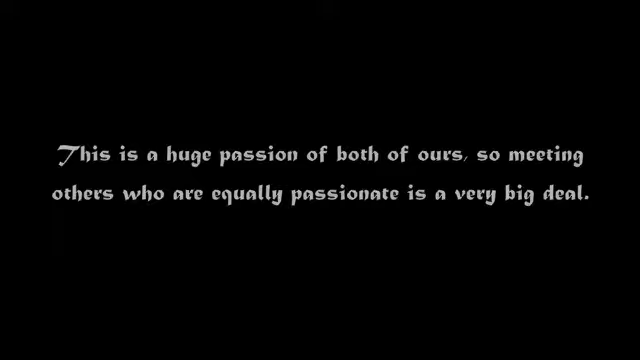 This is a huge passion of both of ours, so meeting
others who are equally passionate is a very big deal.